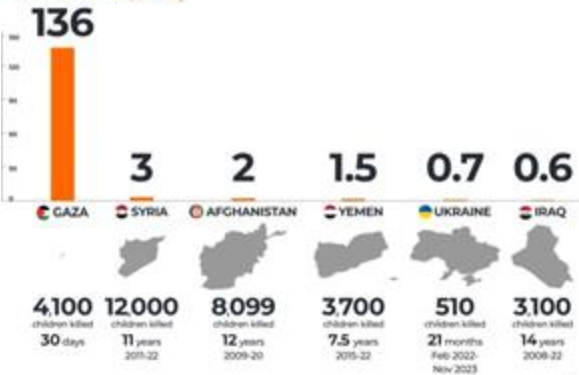 136
3
2
1.5
0.7
0.6
GAZA
SYRIA
AFGHANISTAN
YEMEN
UKRAINE
IRAQ
4,100
children killed
30 days
12,000
children killed
11 years
2011-22
8,099
children killed
12 years
2009-20
3,700
children killed
7.5 years
2015-22
510
children killed
21 months
Feb 2022-
Nov 2023
3,100
children killed
14 years
2008-22